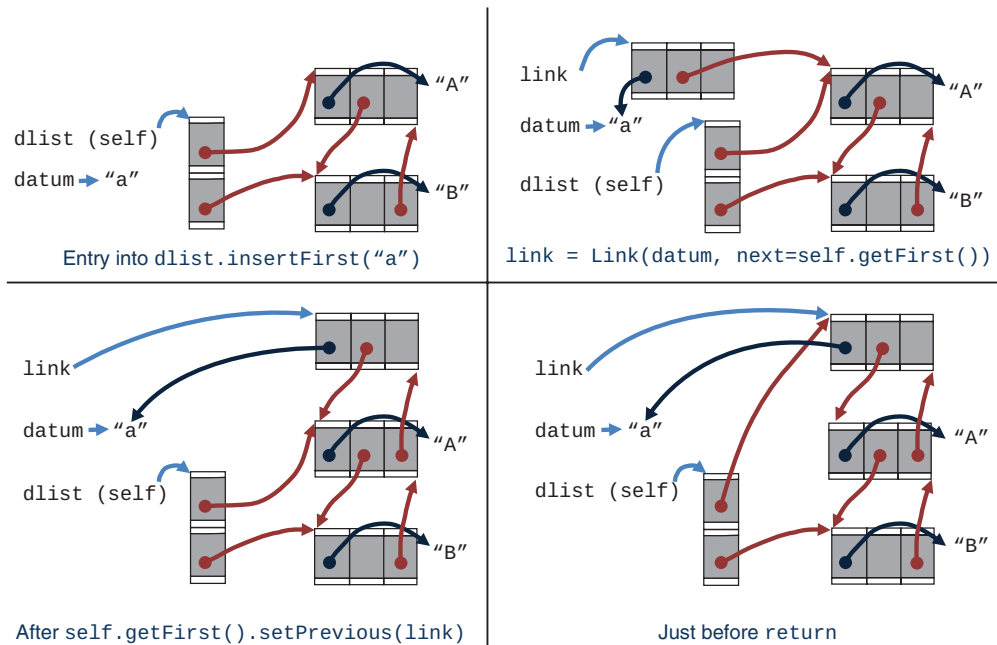 “A”
dlist (self)
datum “a”
“B”
Entry into dlist.insertFirst(“a”)
link
“A”
datum “a”
dlist (self)
“B”
link = Link(datum, next=self.getFirst())
link
datum “a”
“A”
dlist (self)
“B”
After self.getFirst().setPrevious(link)
link
datum “a”
“A”
dlist (self)
“B”
Just before return